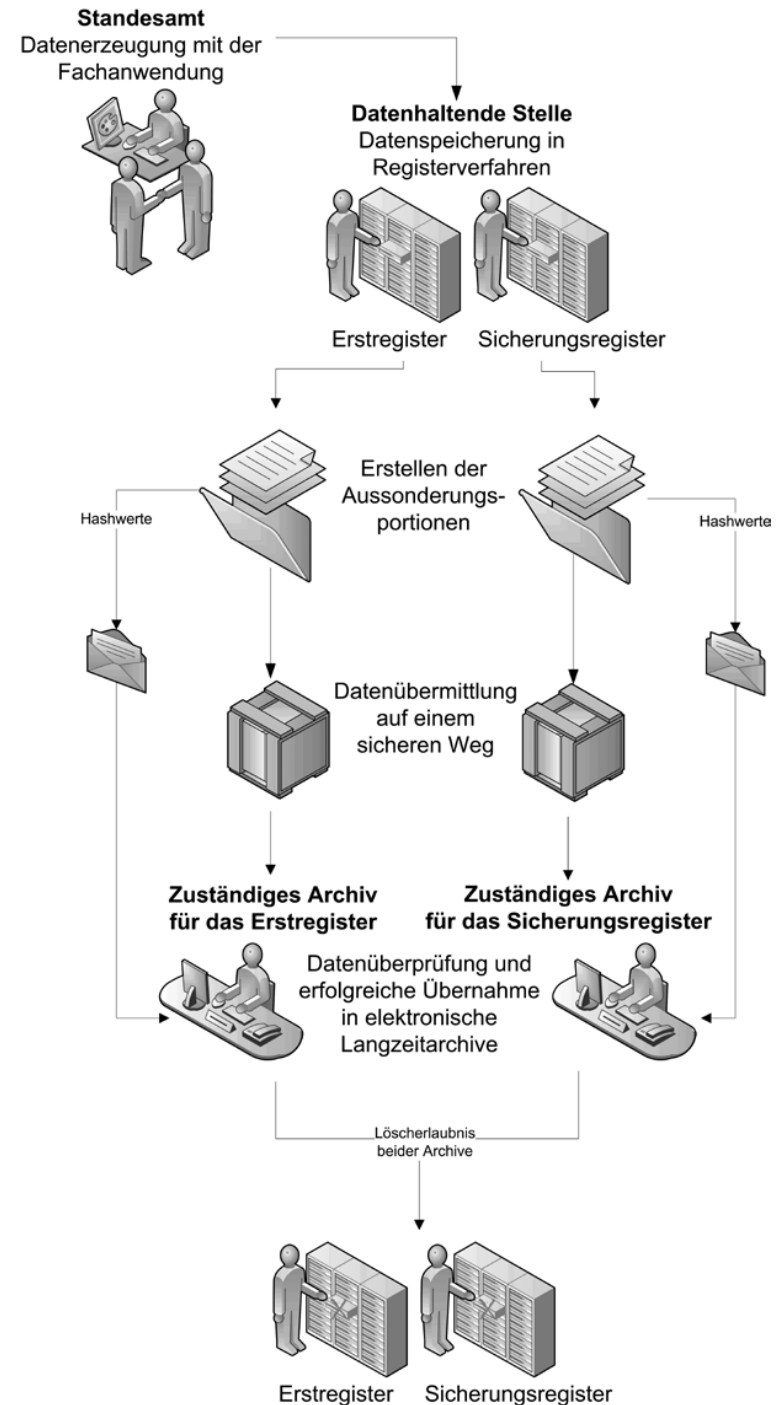 Standesamt
Datenerzeugung mit der
Fachanwendung
Datenhaltende Stelle
Datenspeicherung in
Registerverfahren
Erstregister
Sicherungsregister
Erstellen der
Aussonderungs-
portionen
Hashwerte
Hashwerte
Datenübermittlung
auf einem
sicheren Weg
Zuständiges Archiv
für das Erstregister
Zuständiges Archiv
für das Sicherungsregister
Datenüberprüfung und
erfolgreiche Übernahme
in elektronische
Langzeitarchive
Löscherlaubnis
beider Archive
Erstregister
Sicherungsregister